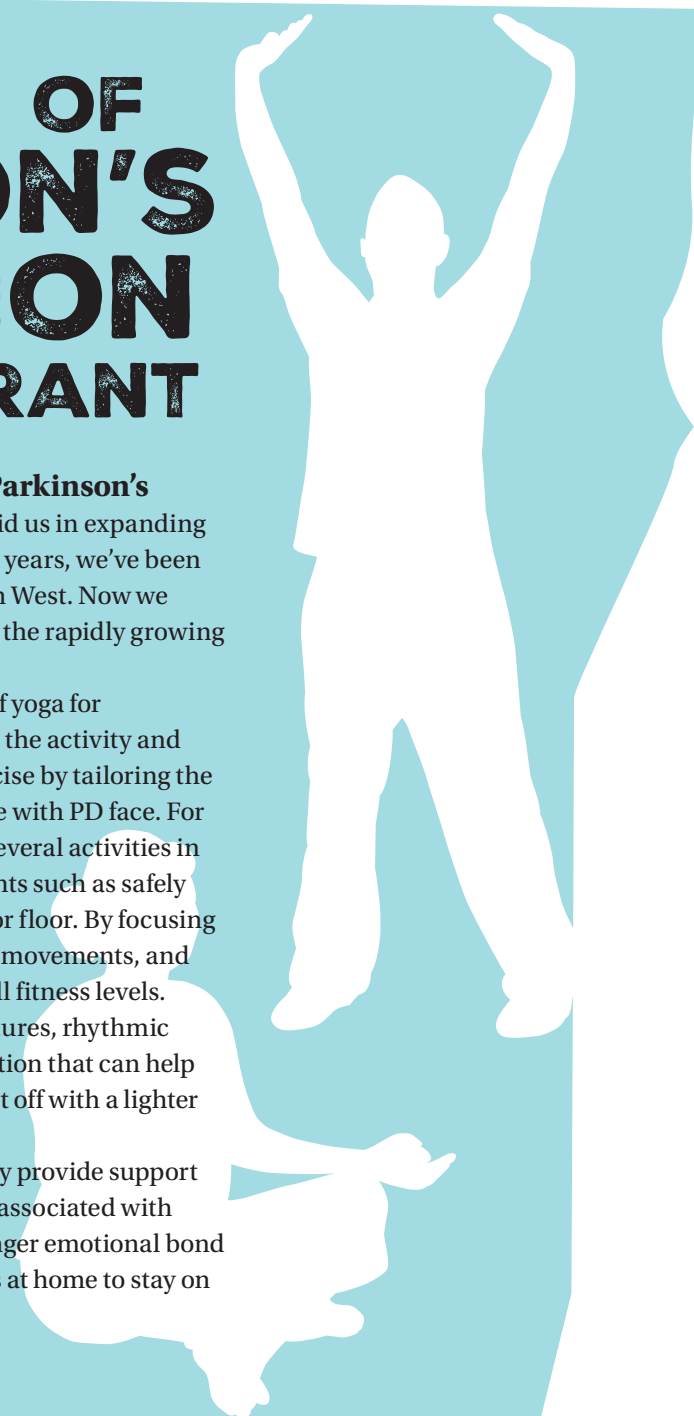 OF
ON'S
ON
RANT
Parkinson's
id us in expanding
years, we've been
n West. Now we
the rapidly growing
f yoga for
the activity and
cise by tailoring the
e with PD face. For
everal activities in
nts such as safely
or floor. By focusing
movements, and
ll fitness levels.
tures, rhythmic
tion that can help
t off with a lighter
y provide support
associated with
nger emotional bond
s at home to stay on